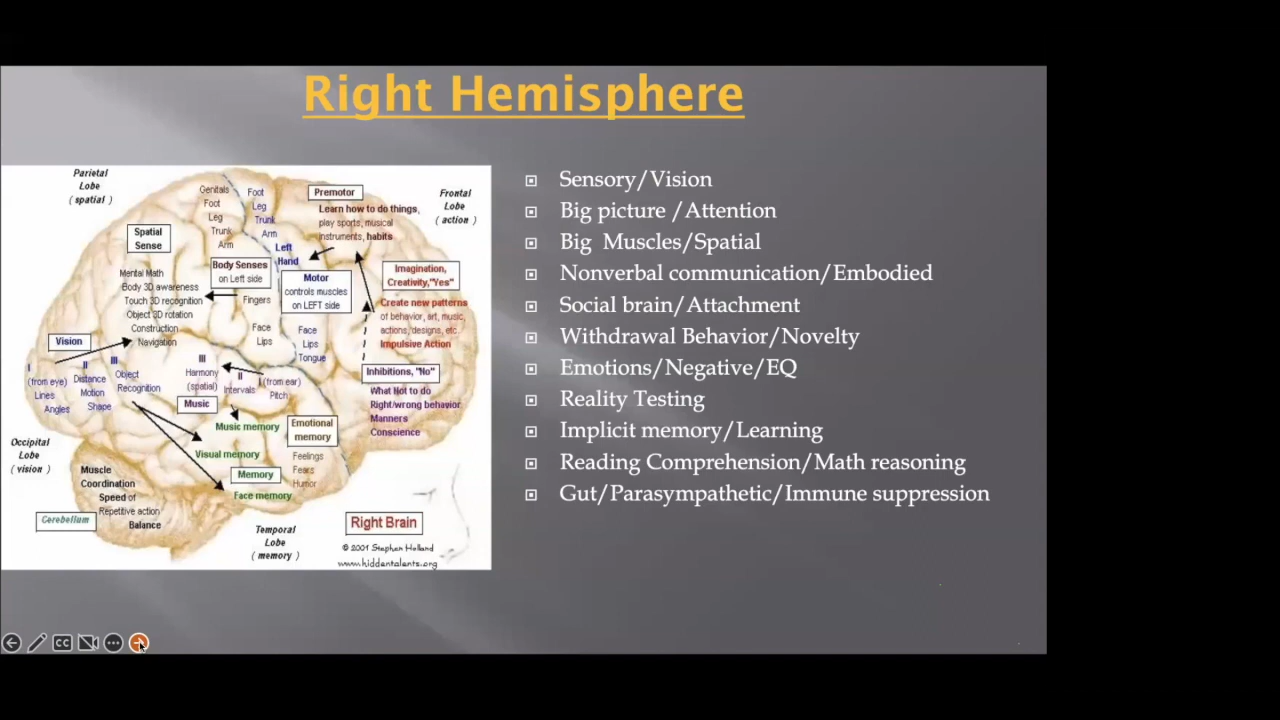 Right Hemisphere
Parietal
Lobe
( spatial )
Genitals
Foot
Leg
Trunk
Arm
Foot
Leg
Trunk
Arm
Left
Hand
Premotor
Learn how to do things,
play sports, musical
instruments, habits
Frontal
Lobe
( action )
Spatial
Sense
Mental Math
Body 3D awareness
Touch 3D recognition
Object 3D rotation
Construction
Navigation
Body Senses
on Left side
Fingers
Face
Lips
Motor
controls muscles
on LEFT side
Face
Lips
Tongue
Imagination,
Creativity,"Yes"
Create new patterns
of behavior, art, music,
actions, designs, etc.
Impulsive Action
Inhibitions, "No"
What Not to do
Right/wrong behavior
Manners
Conscience
Vision
I
(from eye)
Lines
Angles
II
Distance
Motion
Shape
III
Object
Recognition
III
Harmony
(spatial)
II
Intervals
I (from ear)
Pitch
Music
Music memory
Visual memory
Memory
Face memory
Emotional
memory
Feelings
Fears
Humor
Occipital
Lobe
( vision )
Muscle
Coordination
Speed of
Repetitive action
Balance
Cerebellum
Temporal
Lobe
( memory )
Right Brain
© 2001 Stephen Holland
www.hiddentalents.org
Sensory/Vision
Big picture /Attention
Big Muscles/Spatial
Nonverbal communication/Embodied
Social brain/Attachment
Withdrawal Behavior/Novelty
Emotions/Negative/EQ
Reality Testing
Implicit memory/Learning
Reading Comprehension/Math reasoning
Gut/Parasympathetic/Immune suppression
CC